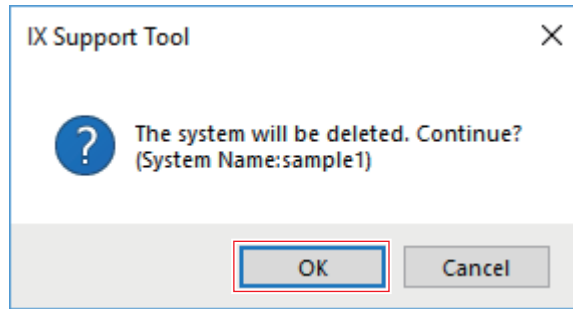 IX Support Tool
The system will be deleted. Continue?
(System Name:sample1)
OK
Cancel